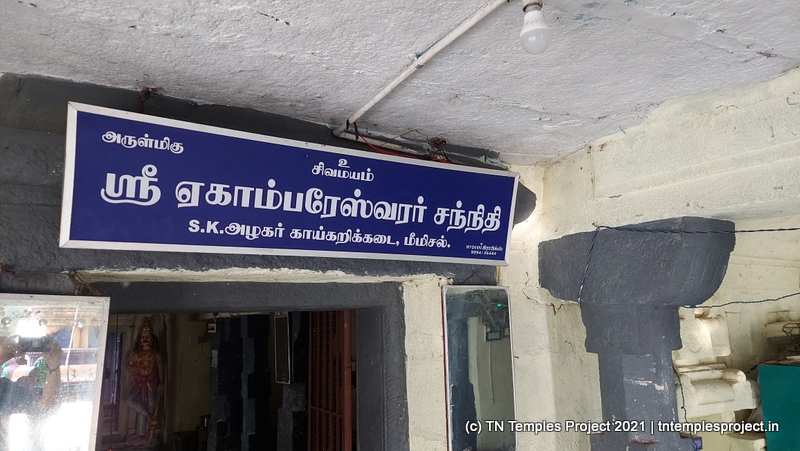 உ
அருள்மிகு
சிவமயம்
ஸ்ரீ ஏகாம்பரேஸ்வரர் சந்நிதி
S.K.அழகர் காய்கறிக்கடை, மீமிசல்.
(c) TN Temples Project 2021 | tntemplesproject.in